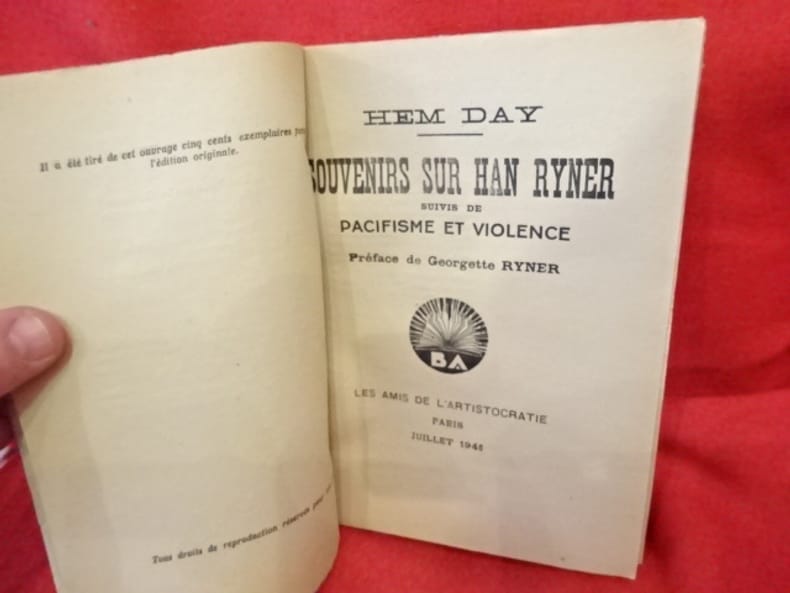 Il a été tiré de cet ouvrage cinq cents exemplaires
l'édition originale.
Tous droits de reproduction réservés
HEM DAY
SOUVENIRS SUR HAN RYNER
SUIVIS DE
PACIFISME ET VIOLENCE
Préface de Georgette RYNER
BA
LES AMIS DE L'ARTISTOCRATIE
PARIS
JUILLET 1946